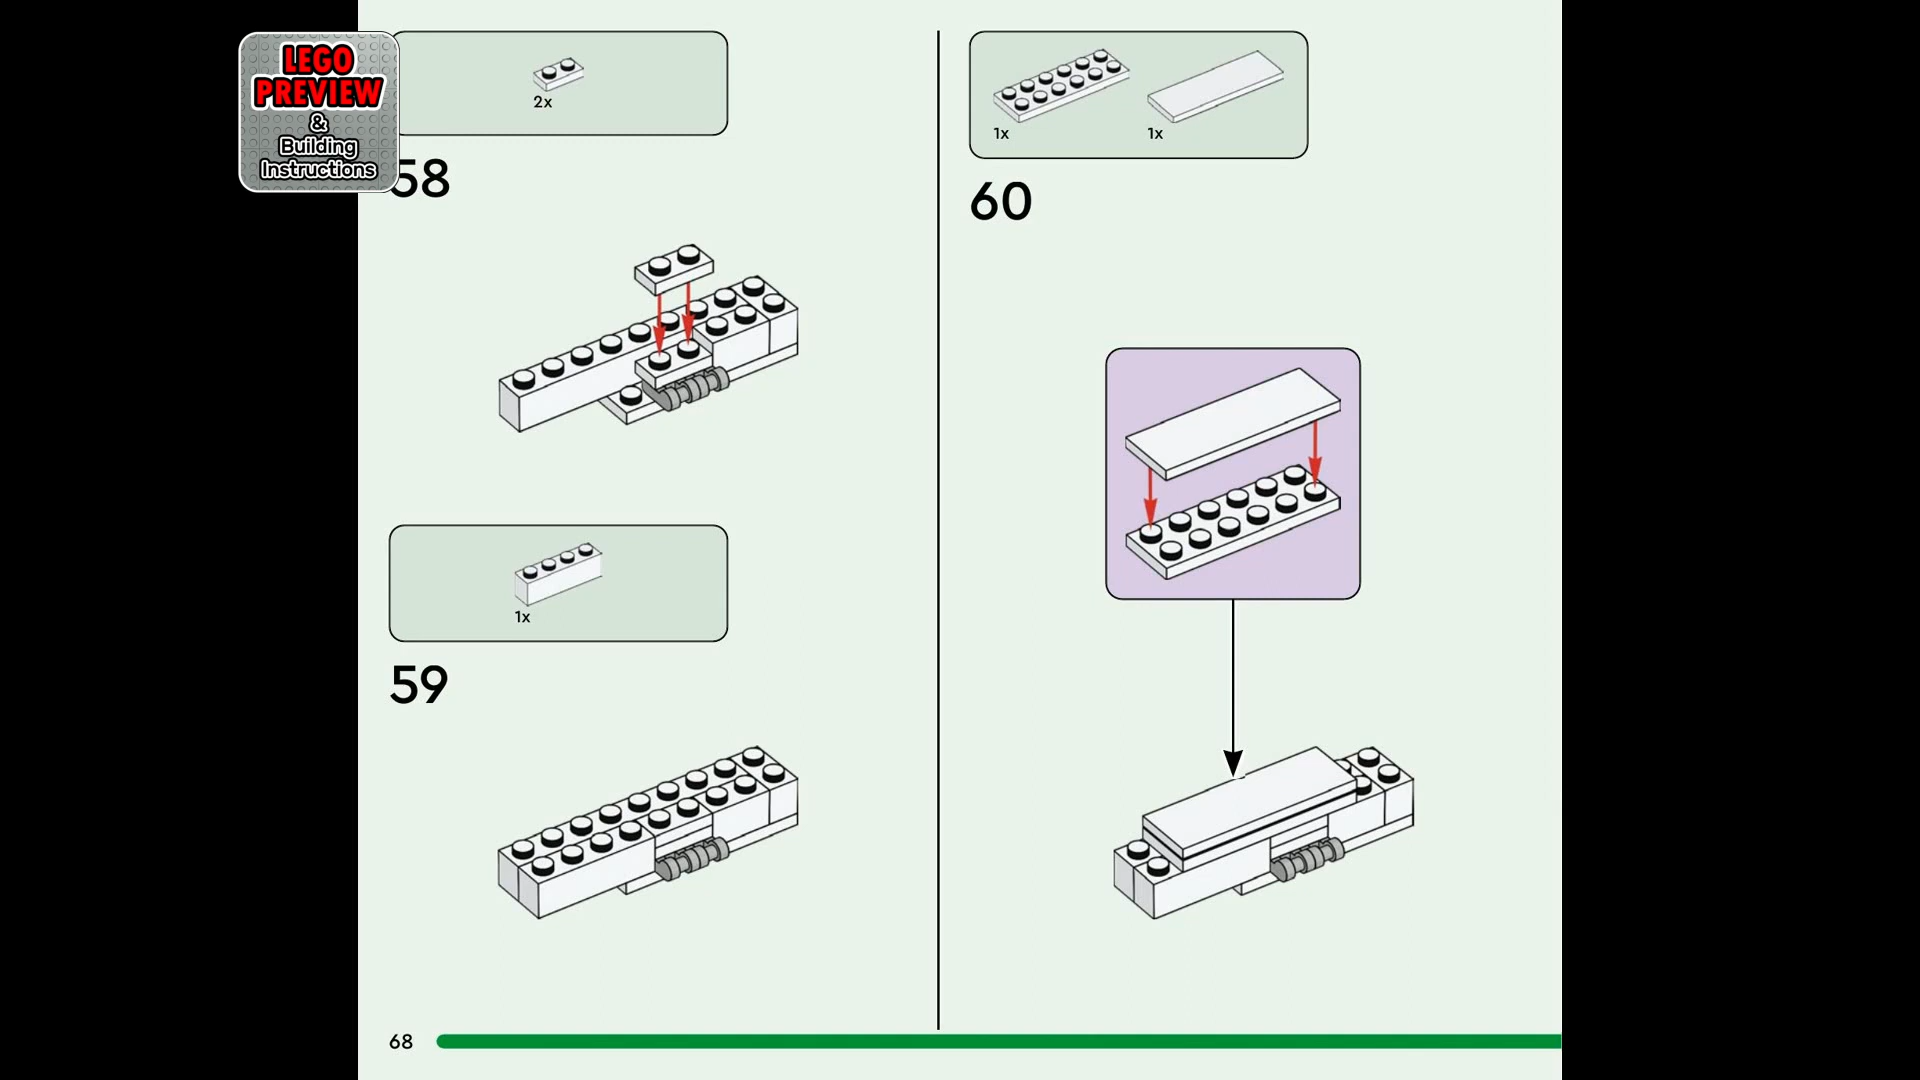 LEGO
PREVIEW
&
Building
Instructions
2x
58
1x
59
1x
1x
60
68